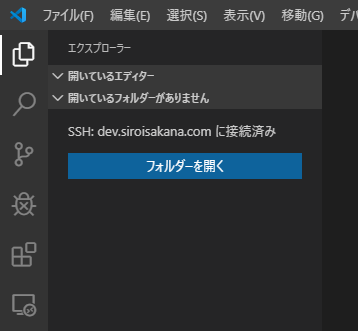 ファイル(F) 編集(E) 選択(S) 表示(V) 移動(G) デバ
エクスプローラー
開いているエディター
開いているフォルダーがありません
SSH: dev.siroisakana.com に接続済み
フォルダーを開く